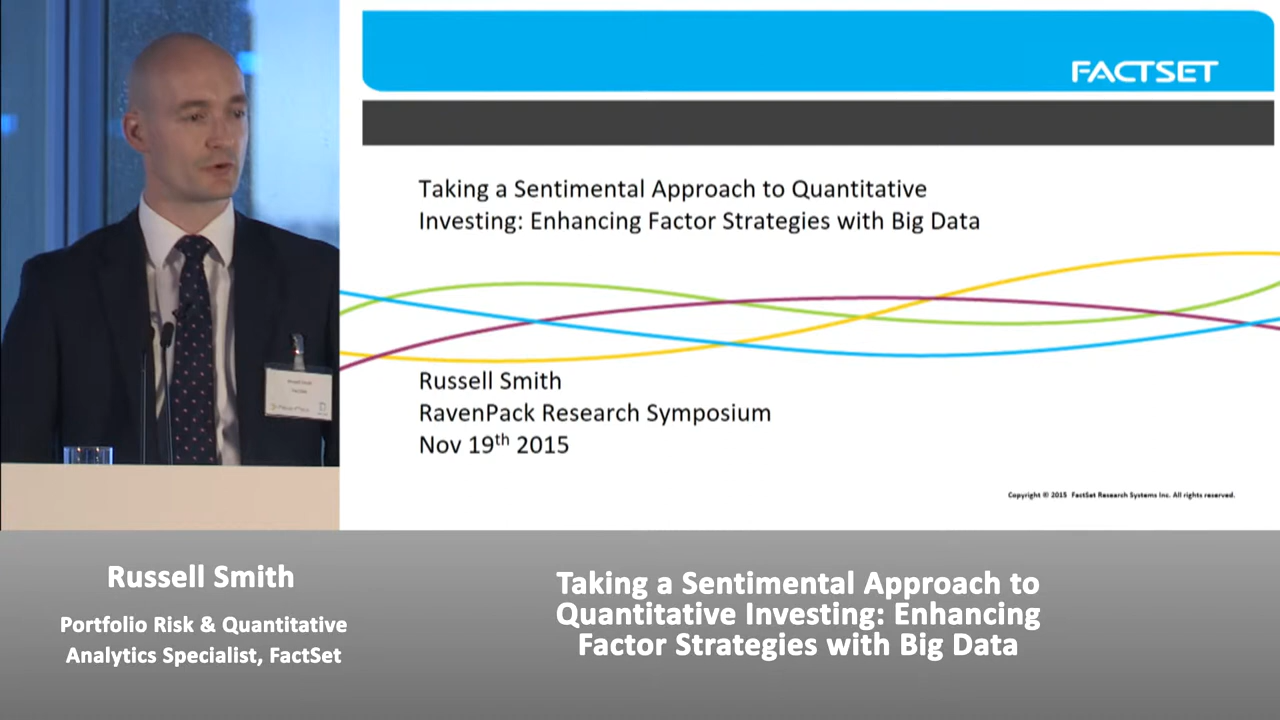 FACTSET
Taking a Sentimental Approach to Quantitative
Investing: Enhancing Factor Strategies with Big Data
Russell Smith
RavenPack Research Symposium
Nov 19th 2015
Copyright © 2015 FactSet Research Systems Inc. All rights reserved.
Russell Smith
Portfolio Risk & Quantitative
Analytics Specialist, FactSet
Taking a Sentimental Approach to
Quantitative Investing: Enhancing
Factor Strategies with Big Data